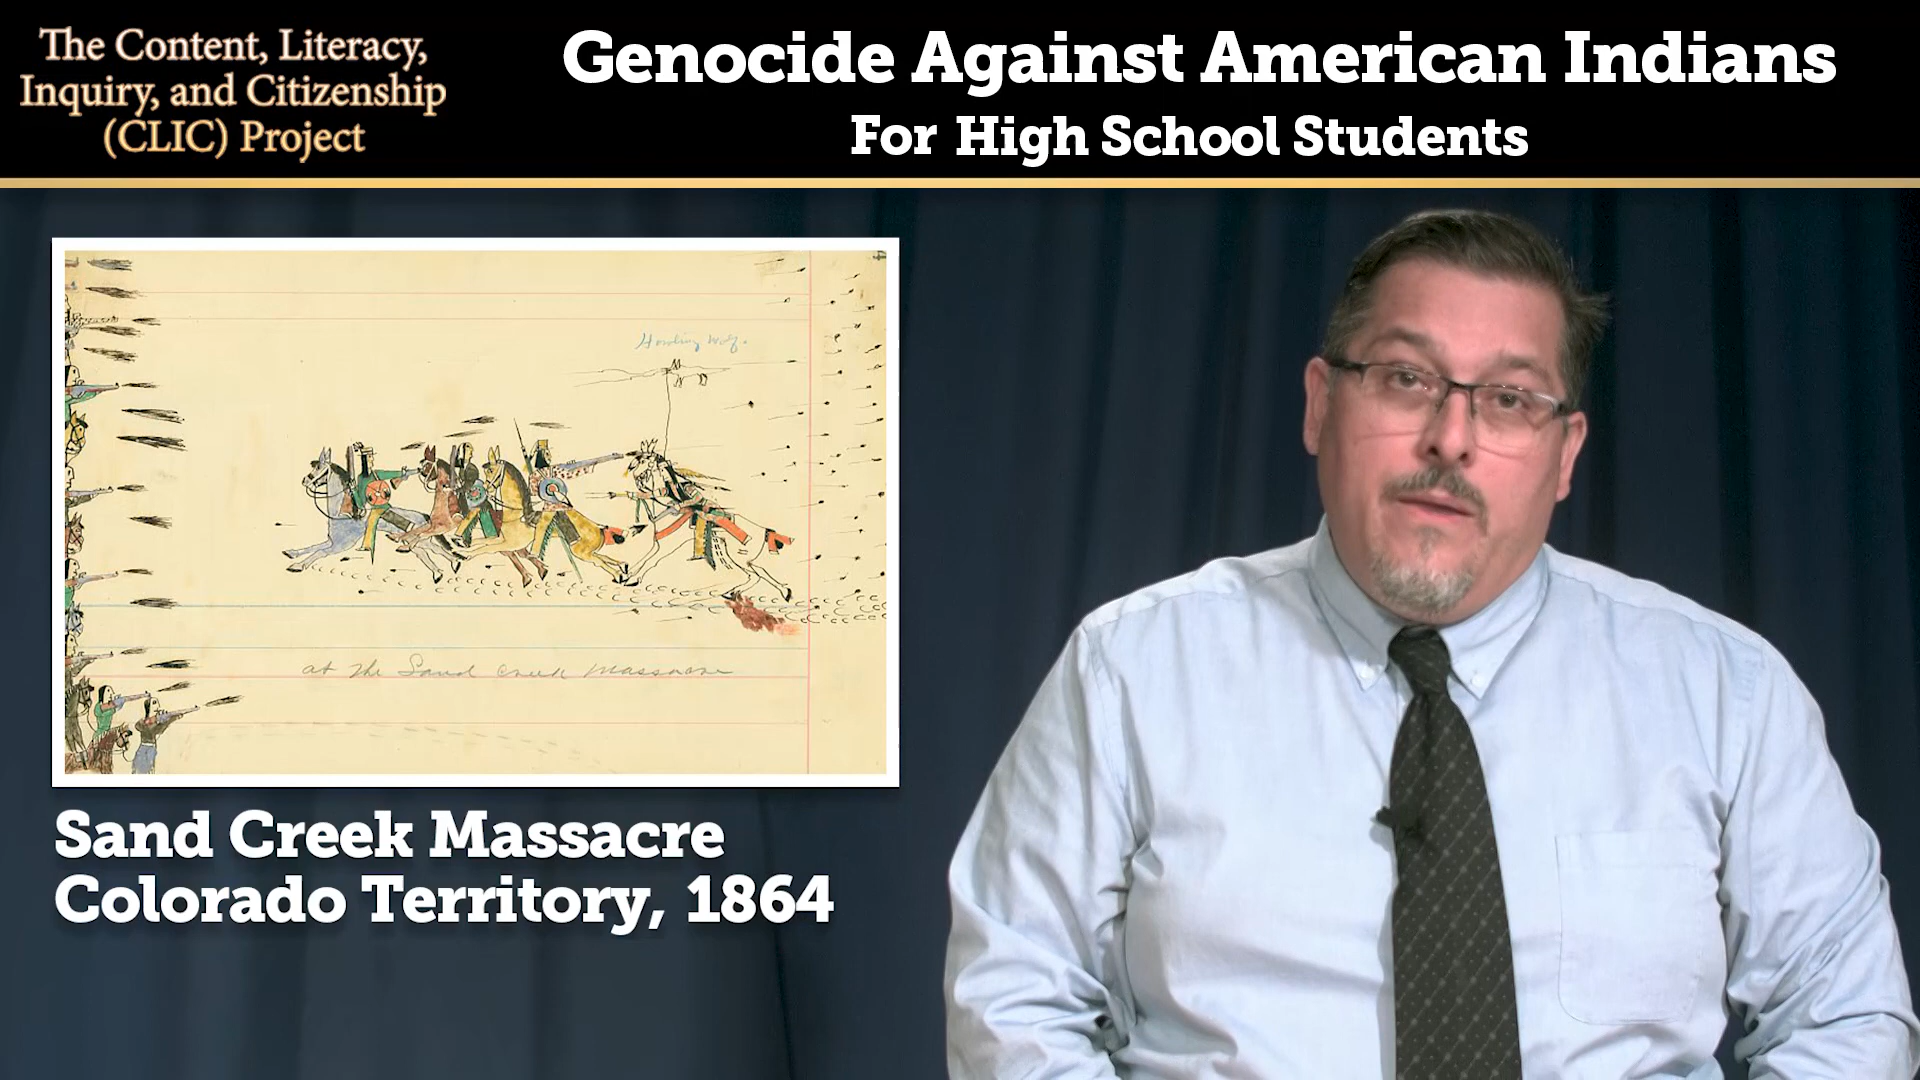 The Content, Literacy,
Inquiry, and Citizenship
(CLIC) Project
Genocide Against American Indians
For High School Students
Howling Wolf.
at the Sand Creek Massacre
Sand Creek Massacre
Colorado Territory, 1864